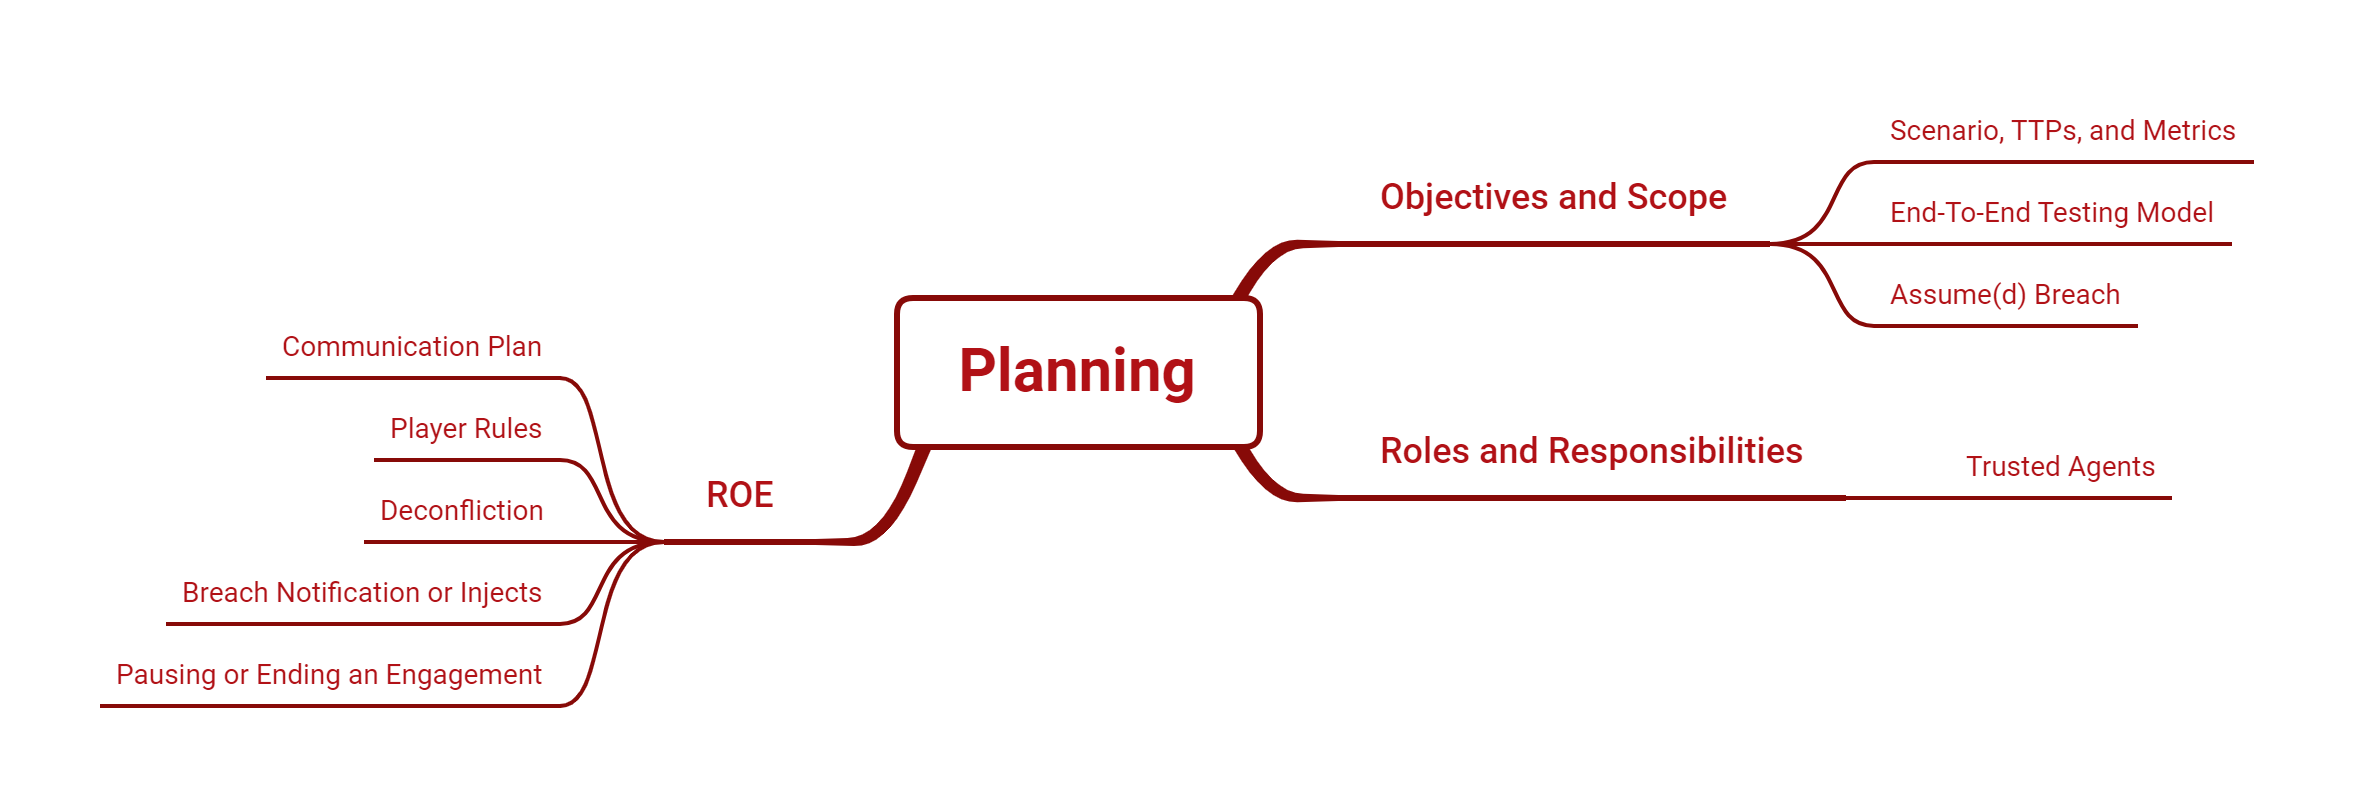 Planning
Objectives and Scope
Scenario, TTPs, and Metrics
End-To-End Testing Model
Assume(d) Breach
Roles and Responsibilities
Trusted Agents
ROE
Communication Plan
Player Rules
Deconfliction
Breach Notification or Injects
Pausing or Ending an Engagement